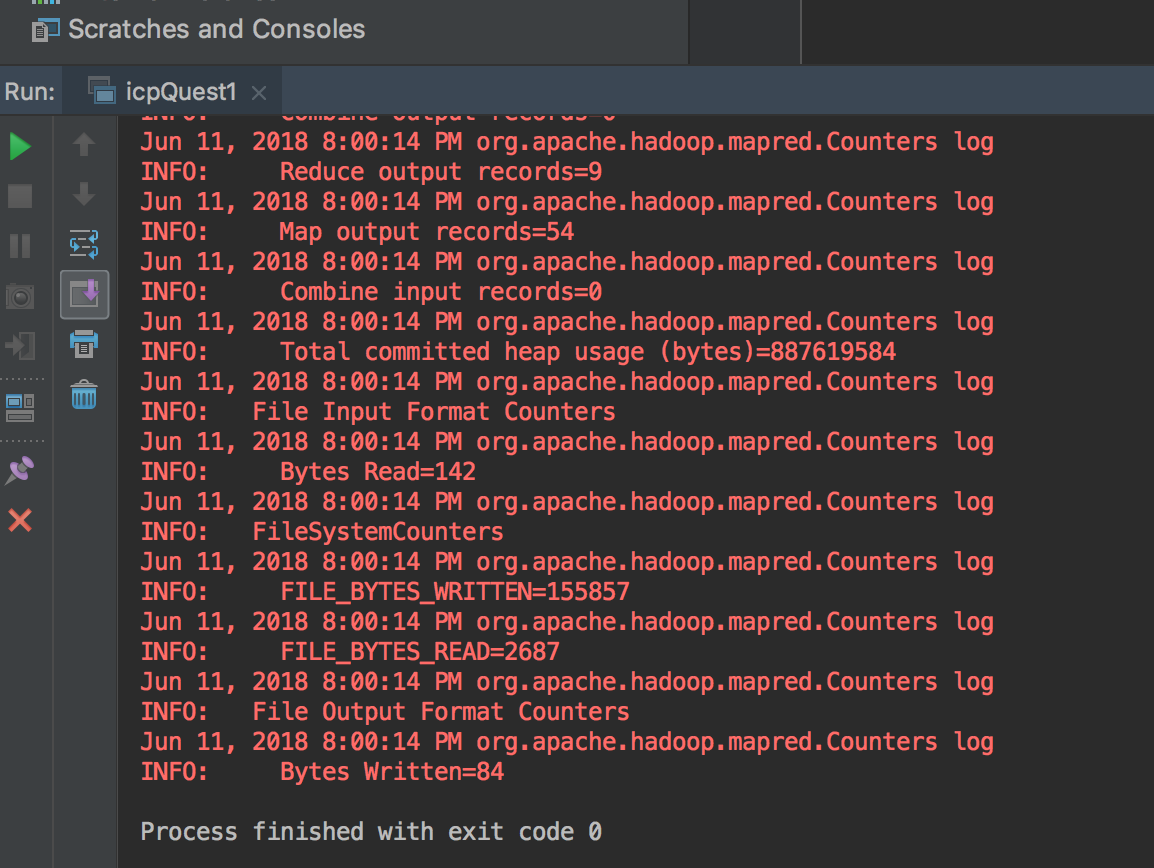 Scratches and Consoles
Run: icpQuest1
INFO: Combine output records=0
Jun 11, 2018 8:00:14 PM org.apache.hadoop.mapred.Counters log
INFO:     Reduce output records=9
Jun 11, 2018 8:00:14 PM org.apache.hadoop.mapred.Counters log
INFO:     Map output records=54
Jun 11, 2018 8:00:14 PM org.apache.hadoop.mapred.Counters log
INFO:     Combine input records=0
Jun 11, 2018 8:00:14 PM org.apache.hadoop.mapred.Counters log
INFO:     Total committed heap usage (bytes)=887619584
Jun 11, 2018 8:00:14 PM org.apache.hadoop.mapred.Counters log
INFO:   File Input Format Counters
Jun 11, 2018 8:00:14 PM org.apache.hadoop.mapred.Counters log
INFO:     Bytes Read=142
Jun 11, 2018 8:00:14 PM org.apache.hadoop.mapred.Counters log
INFO:   FileSystemCounters
Jun 11, 2018 8:00:14 PM org.apache.hadoop.mapred.Counters log
INFO:     FILE_BYTES_WRITTEN=155857
Jun 11, 2018 8:00:14 PM org.apache.hadoop.mapred.Counters log
INFO:     FILE_BYTES_READ=2687
Jun 11, 2018 8:00:14 PM org.apache.hadoop.mapred.Counters log
INFO:   File Output Format Counters
Jun 11, 2018 8:00:14 PM org.apache.hadoop.mapred.Counters log
INFO:     Bytes Written=84
Process finished with exit code 0